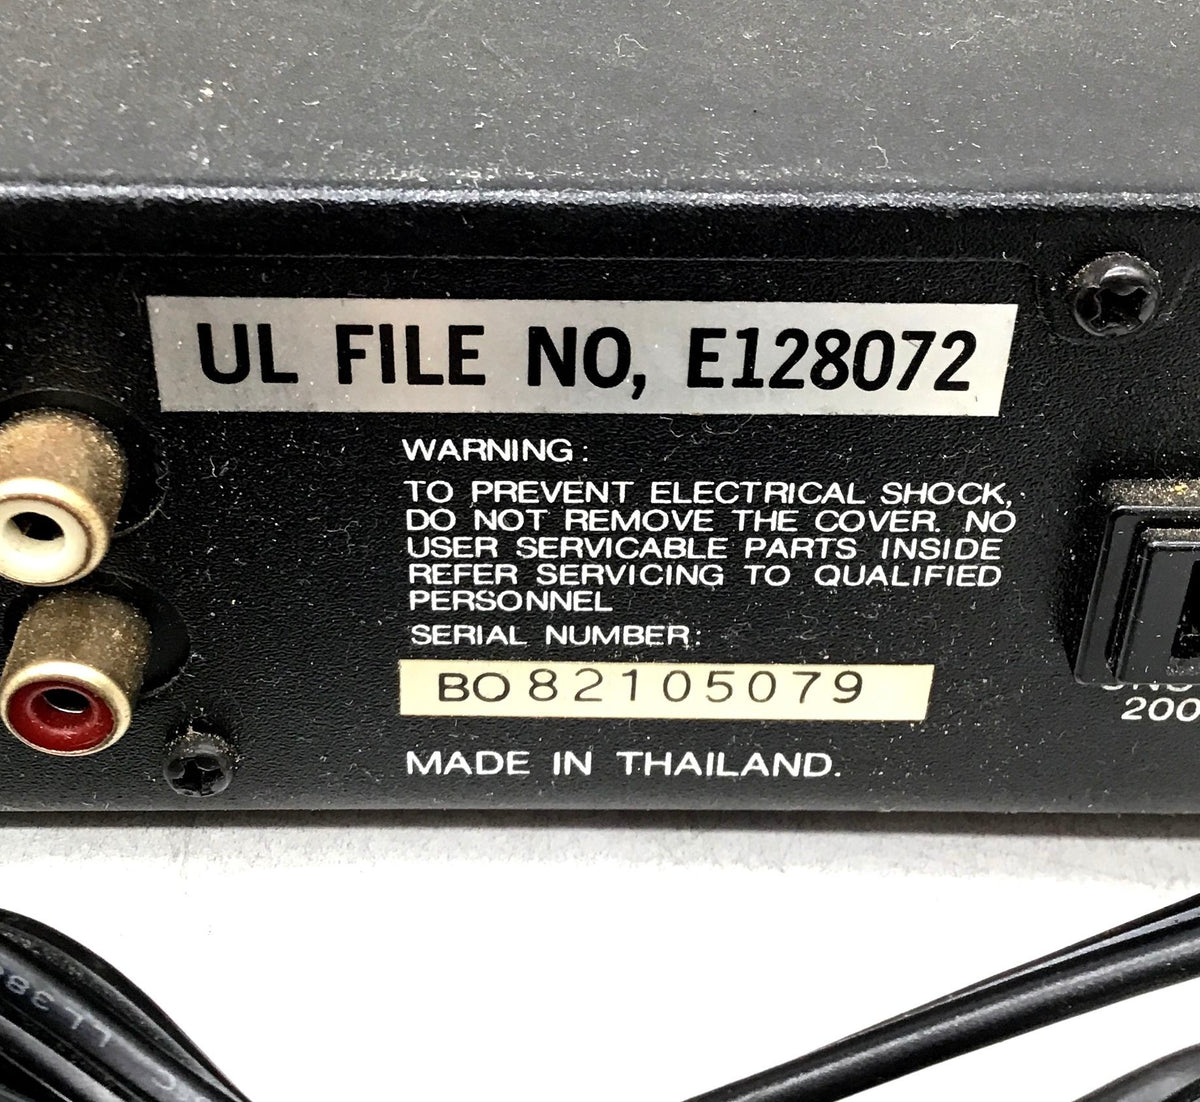 UL FILE NO, E128072
WARNING:
TO PREVENT ELECTRICAL SHOCK,
DO NOT REMOVE THE COVER. NO
USER SERVICABLE PARTS INSIDE
REFER SERVICING TO QUALIFIED
PERSONNEL
SERIAL NUMBER:
BO82105079
MADE IN THAILAND.
200